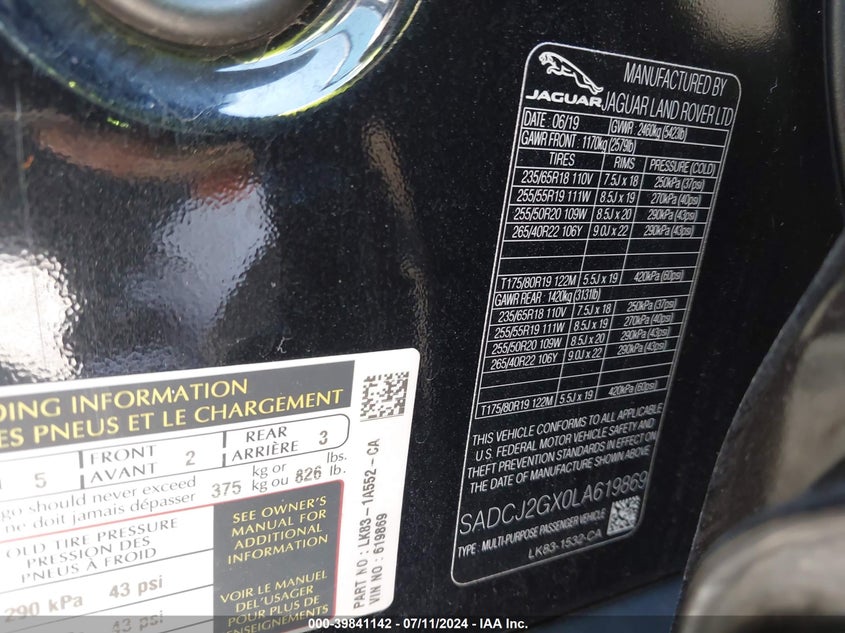 JAGUAR
MANUFACTURED BY
JAGUAR LAND ROVER LTD
DATE : 06/19 GVWR : 2460kg (5423lb)
GAWR FRONT : 1170kg (2579lb)
TIRES RIMS PRESSURE (COLD)
235/65R18 110V 7.5J x 18 250kPa (37psi)
255/55R19 111W 8.5J x 19 270kPa (40psi)
255/50R20 109W 8.5J x 20 290kPa (43psi)
265/40R22 106Y 9.0J x 22 290kPa (43psi)
T175/80R19 122M 5.5J x 19 420kPa (60psi)
GAWR REAR : 1420kg (3131lb)
235/65R18 110V 7.5J x 18 250kPa (37psi)
255/55R19 111W 8.5J x 19 270kPa (40psi)
255/50R20 109W 8.5J x 20 290kPa (43psi)
265/40R22 106Y 9.0J x 22 290kPa (43psi)
T175/80R19 122M 5.5J x 19 420kPa (60psi)
THIS VEHICLE CONFORMS TO ALL APPLICABLE
U.S. FEDERAL MOTOR VEHICLE SAFETY AND
THEFT PREVENTION STANDARDS IN EFFECT ON
THE DATE OF MANUFACTURE SHOWN ABOVE.
SADCJ2GX0LA619869
TYPE : MULTI-PURPOSE PASSENGER VEHICLE
LK83-1532-CA
DING INFORMATION
ES PNEUS ET LE CHARGEMENT
5 FRONT AVANT 2 REAR ARRIÈRE 3
go should never exceed 375 kg or 826 lbs.
ne doit jamais dépasser kg ou lb.
OLD TIRE PRESSURE
PRESSION DES
PNEUS À FROID
290 kPa 43 psi
43 psi
SEE OWNER'S
MANUAL FOR
ADDITIONAL
INFORMATION
VOIR LE MANUEL
DE L'USAGER
POUR PLUS DE
PART NO : LK83-1A552-CA
VIN NO : 619869
000-39841142 - 07/11/2024 - IAA Inc.